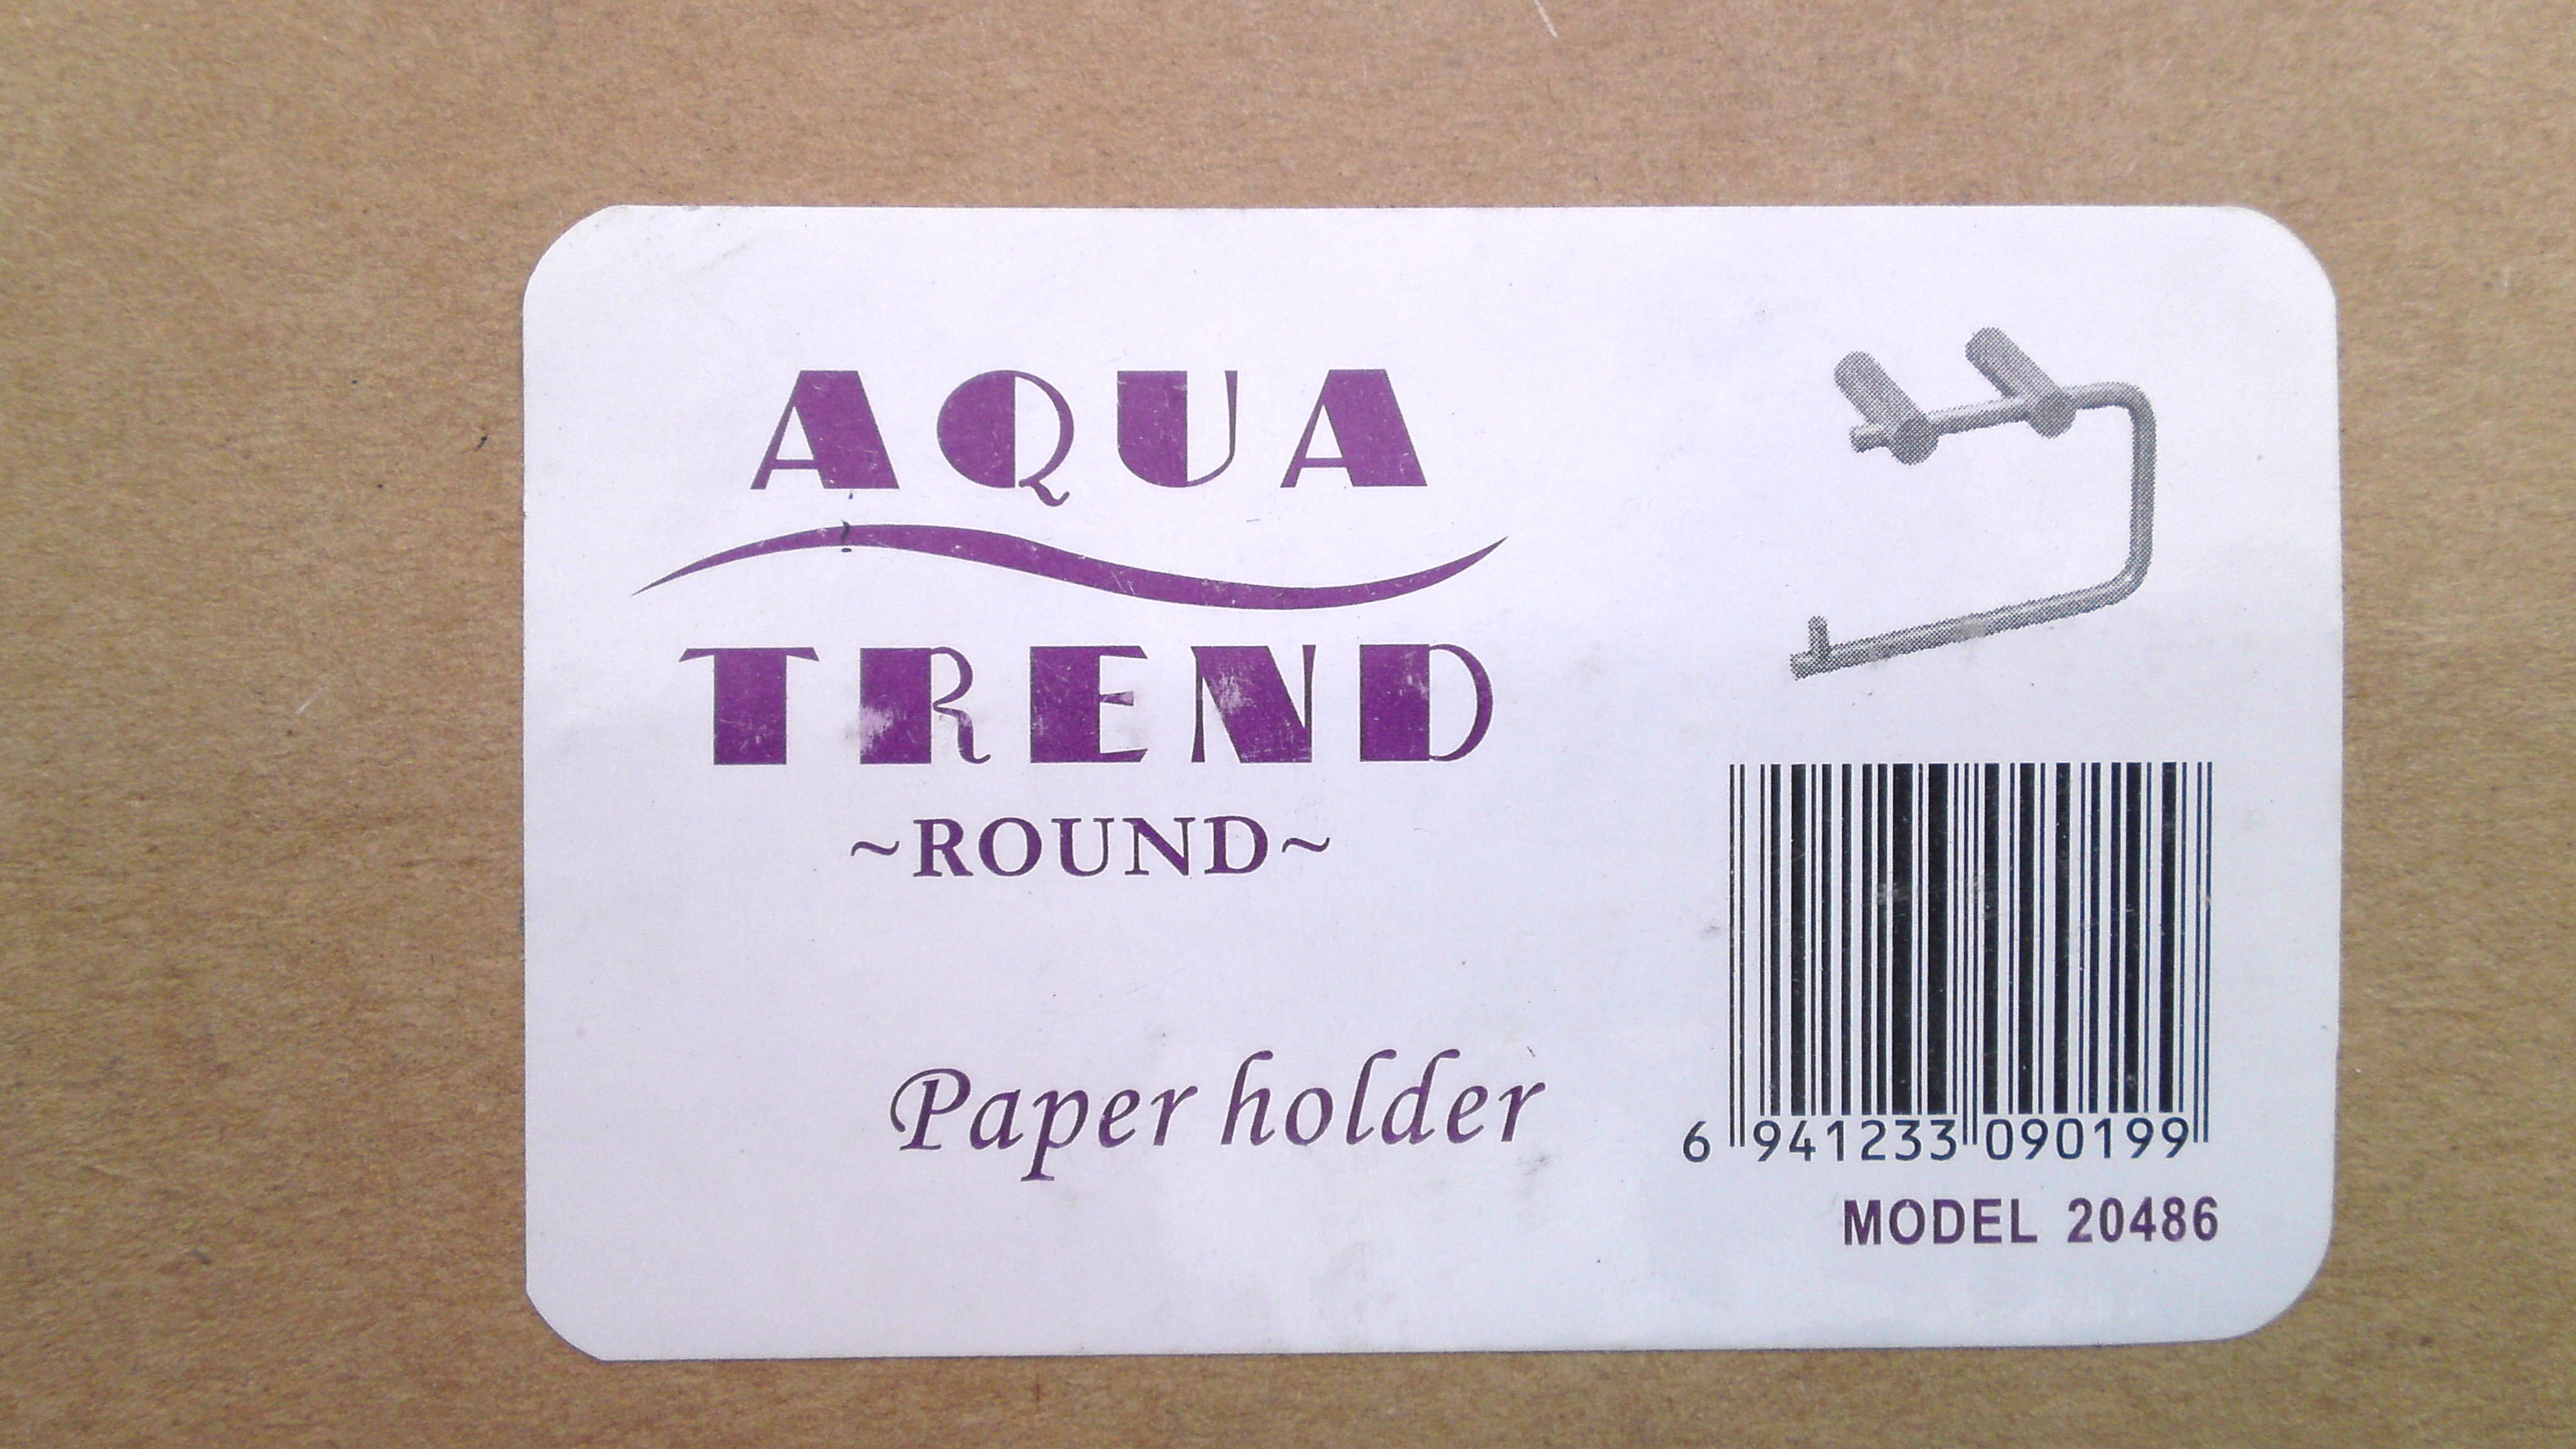 AQUA
TREND
~ROUND~
Paper holder
6 941233 090199
MODEL 20486